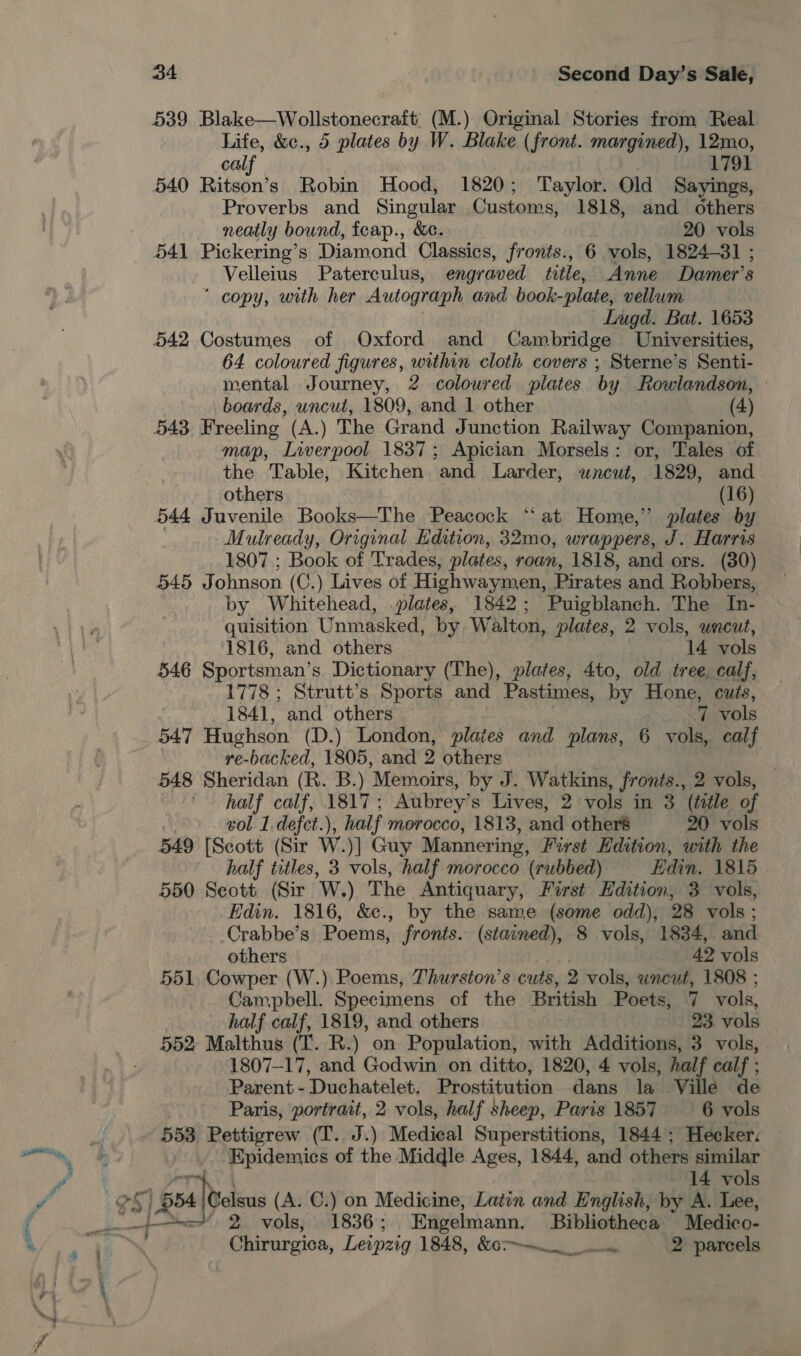 34 Second Day's Sale,
539 Blake—Wollstonecraft (M.) Original Stories from Real
Life, &c., 5 plates by W. Blake (front. margined), 12mo,
calf 1791
540 Ritson's Robin Hood, 1820; Taylor. Old Sayings,
Proverbs and Singular Customs, 1818, and others
neatly bound, fcap., &c. 20 vols
541 Pickering's Diamond Classics, fronts., 6 vols, 1824-31;
Velleius Paterculus, engraved title, Anne Damer's
copy, with her Autograph and book-plate, vellum
Lugd. Bat. 1653
542 Costumes of Oxford and Cambridge Universities,
64 coloured figures, within cloth covers; Sterne's Senti-
mental Journey, 2 coloured plates by Rowlandson,
boards, uncut, 1809, and 1 other (4)
543 Freeling (A.) The Grand Junction Railway Companion,
map, Liverpool 1837; Apician Morsels: or, Tales of
the Table, Kitchen and Larder, uncut, 1829, and
others (16)
544 Juvenile Books—The Peacock "at Home," plates by
Mulready, Original Edition, 32mo, wrappers, J. Harris
1807; Book of Trades, plates, roan, 1818, and ors. (30)
545 Johnson (C.) Lives of Highwaymen, Pirates and Robbers,
by Whitehead, plates, 1842; Puigblanch. The In-
quisition Unmasked, by Walton, plates, 2 vols, uncut,
1816, and others 14 vols
546 Sportsman's Dictionary (The), plates, 4to, old tree calf,
1778; Strutt's Sports and Pastimes, by Hone, cuts,
1841, and others 7 vols
547 Hughson (D.) London, plates and plans, 6 vols, calf
re-backed, 1805, and 2 others
548 Sheridan (R. B.) Memoirs, by J. Watkins, fronts., 2 vols,
half calf, 1817; Aubrey's Lives, 2 vols in 3 (title of
vol 1 defct.), half morocco, 1813, and others 20 vols
549 [Scott (Sir W.)] Guy Mannering, First Edition, with the
half titles, 3 vols, half morocco (rubbed) Edin. 1815
550 Scott (Sir W.) The Antiquary, First Edition, 3 vols,
Edin. 1816, &c., by the same (some odd), 28 vols;
Crabbe's Poems, fronts. (stained), 8 vols, 1834, and
others 42 vols
551 Cowper (W.) Poems, Thurston's cuts, 2 vols, uncut, 1808;
Campbell. Specimens of the British Poets, 7 vols,
half calf, 1819, and others 23 vols
552 Malthus (T. R.) on Population, with Additions, 3 vols,
1807-17, and Godwin on ditto, 1820, 4 vols, half calf;
Parent-Duchatelet. Prostitution dans la Ville de
Paris, portrait, 2 vols, half sheep, Paris 1857 6 vols
553 Pettigrew (T. J.) Medical Superstitions, 1844; Hecker.
Epidemics of the Middle Ages, 1844, and others similar
14 vols
554 Celsus (A. C.) on Medicine, Latin and English, by A. Lee,
2 vols, 1836; Engelmann. Bibliotheca Medico-
Chirurgica, Leipzig 1848, &c. 2 parcels